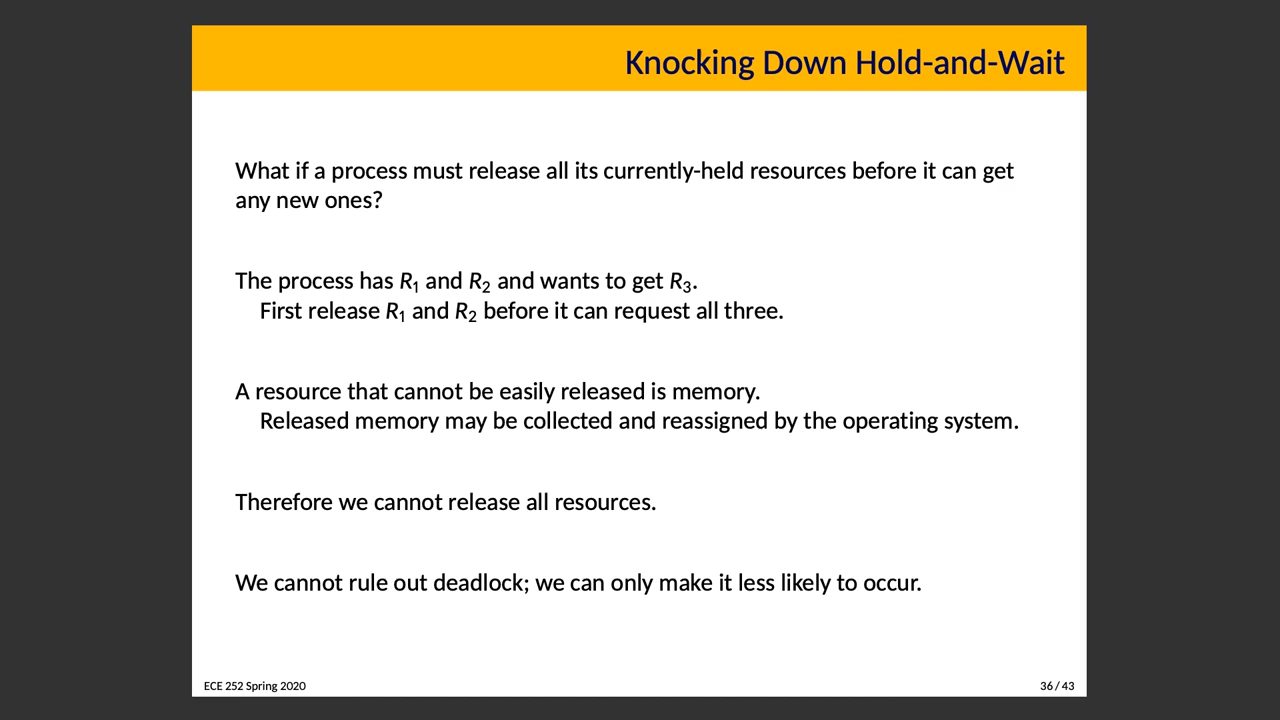 Knocking Down Hold-and-Wait
What if a process must release all its currently-held resources before it can get
any new ones?
The process has R₁ and R₂ and wants to get R₃.
First release R₁ and R₂ before it can request all three.
A resource that cannot be easily released is memory.
Released memory may be collected and reassigned by the operating system.
Therefore we cannot release all resources.
We cannot rule out deadlock; we can only make it less likely to occur.
ECE 252 Spring 2020
36 / 43